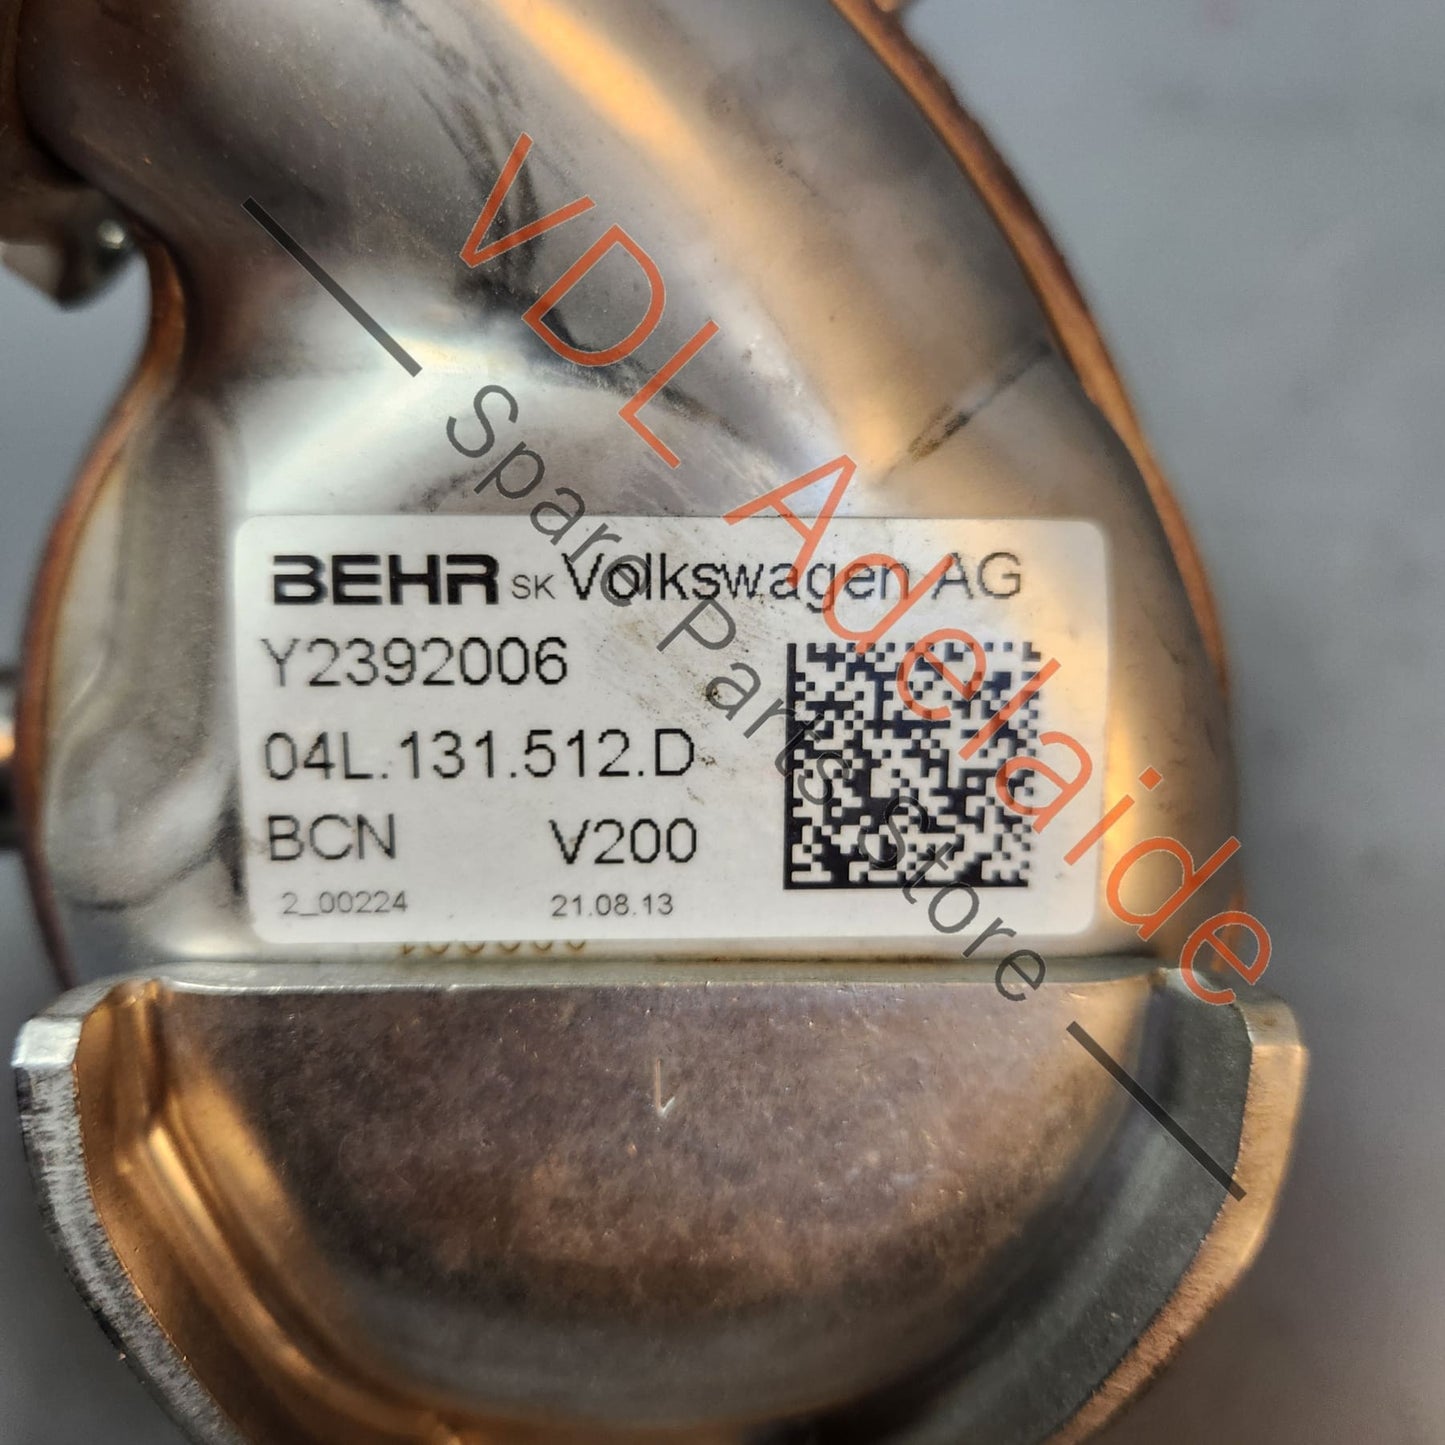 VDL Adelaide
Spare Parts Store
BEHR SK Volkswagen AG
Y2392006
04L.131.512.D
BCN V200
2_00224 21.08.13